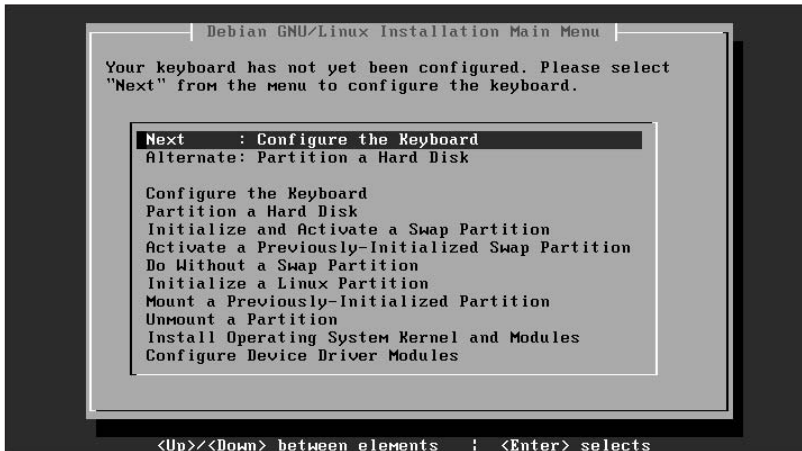 Debian GNU/Linux Installation Main Menu
Your keyboard has not yet been configured. Please select
"Next" from the menu to configure the keyboard.
Next      : Configure the Keyboard
Alternate: Partition a Hard Disk
Configure the Keyboard
Partition a Hard Disk
Initialize and Activate a Swap Partition
Activate a Previously-Initialized Swap Partition
Do Without a Swap Partition
Initialize a Linux Partition
Mount a Previously-Initialized Partition
Unmount a Partition
Install Operating System Kernel and Modules
Configure Device Driver Modules
<Up>/<Down> between elements   ¦   <Enter> selects